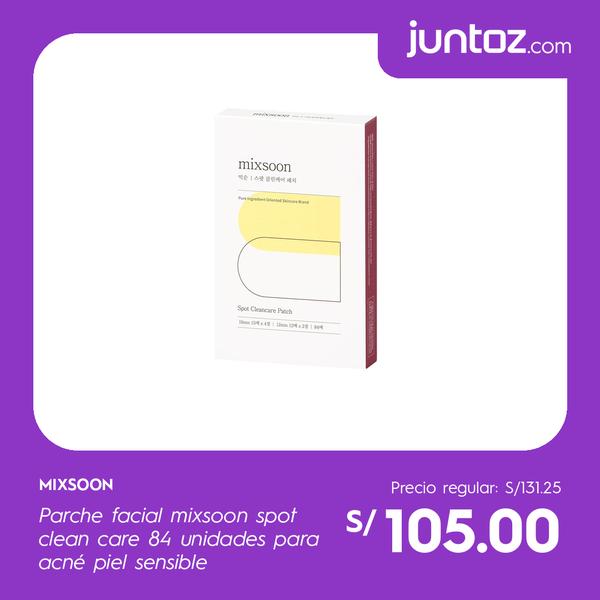 juntoz.com
mixsoon
mixsoon
믹순 | 스팟 클린케어 패치
Pure Ingredient Oriented Skincare Brand
Spot Cleancare Patch
MIXSOON
Parche facial mixsoon spot
clean care 84 unidades para
acné piel sensible
Precio regular: S/131.25
S/ 105.00